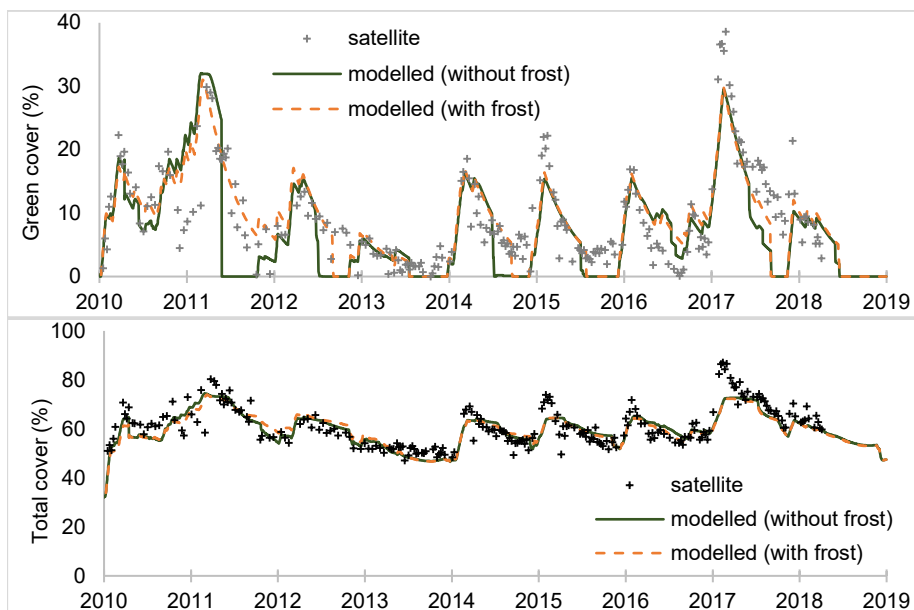 40
30
20
10
0
Green cover (%)
satellite
modelled (without frost)
modelled (with frost)
2010 2011 2012 2013 2014 2015 2016 2017 2018 2019
100
80
60
40
20
0
Total cover (%)
satellite
modelled (without frost)
modelled (with frost)
2010 2011 2012 2013 2014 2015 2016 2017 2018 2019